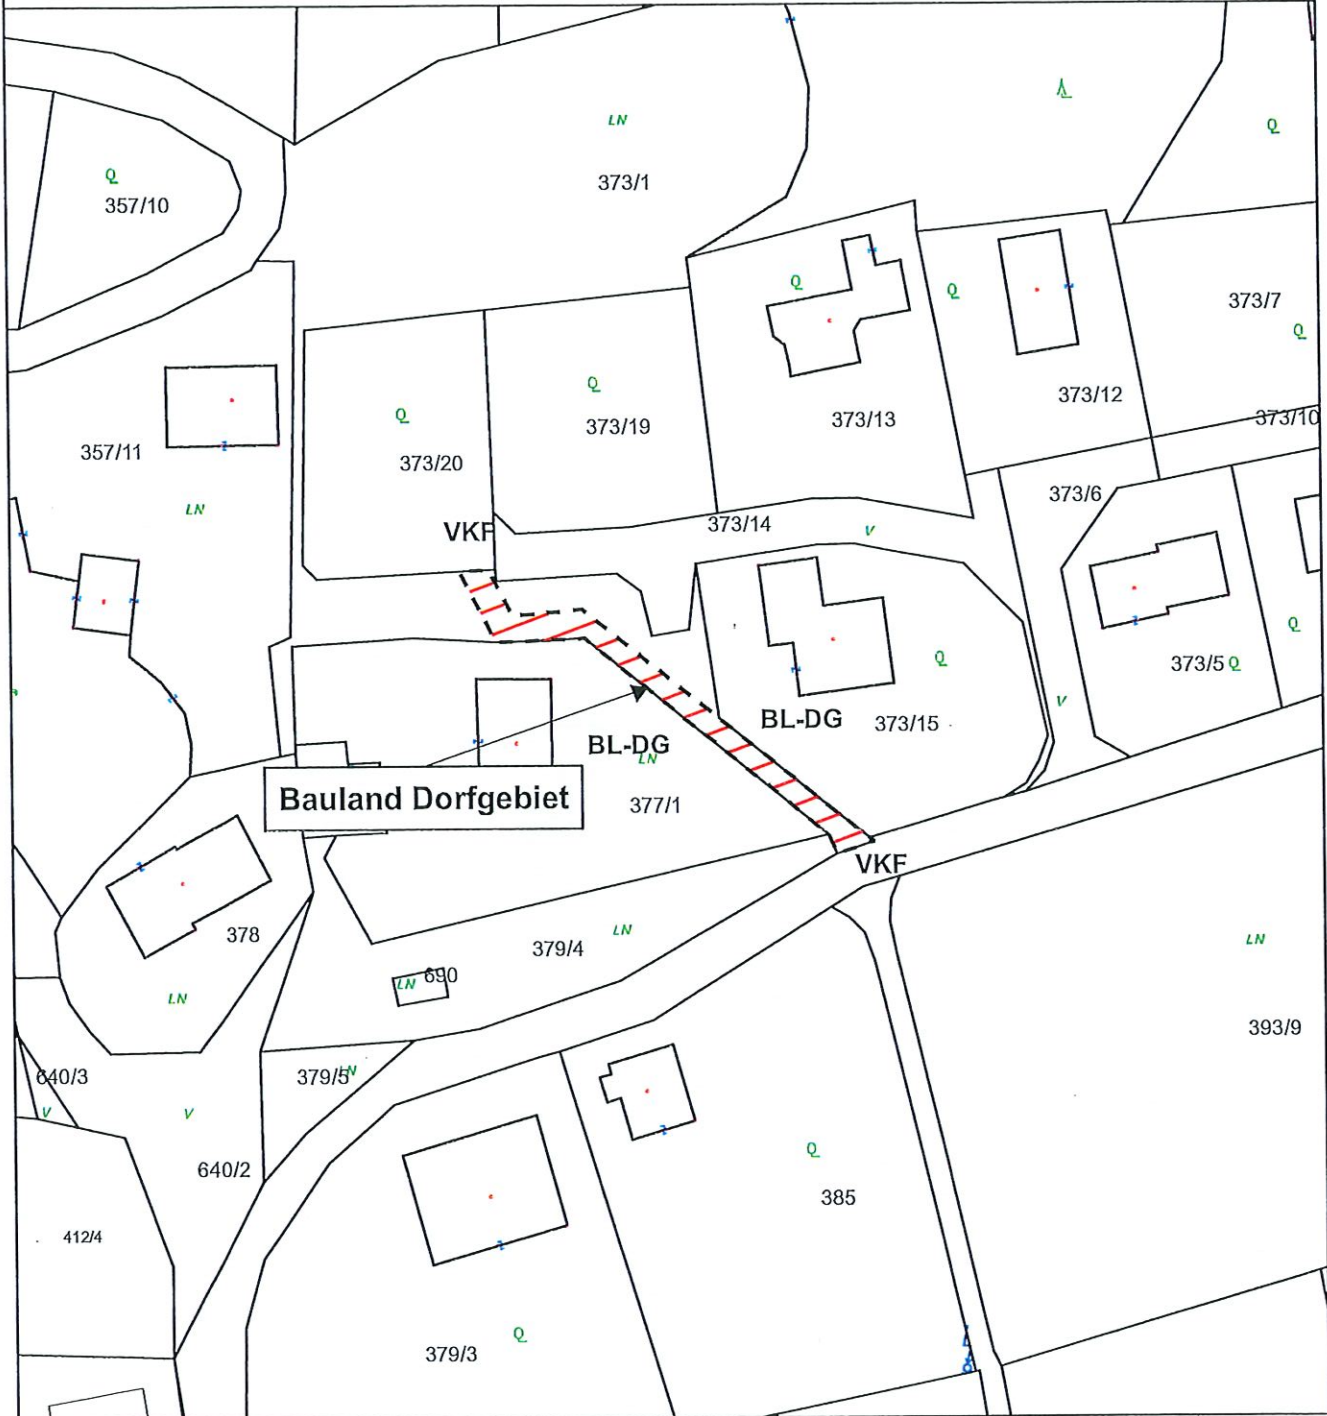 LN
373/1
Q
Q
357/10
Q
373/7
Q
Q
Q
373/12
373/10
373/13
Q
373/19
Q
373/20
357/11
LN
373/6
373/14
V
VKF
Q
373/5 Q
V
Q
BL-DG
373/15
BL-DG
LN
377/1
Bauland Dorfgebiet
VKF
378
LN
379/4
LN
LN 690
LN
393/9
LN
640/3
V
V
379/5
640/2
Q
385
412/4
379/3
Q